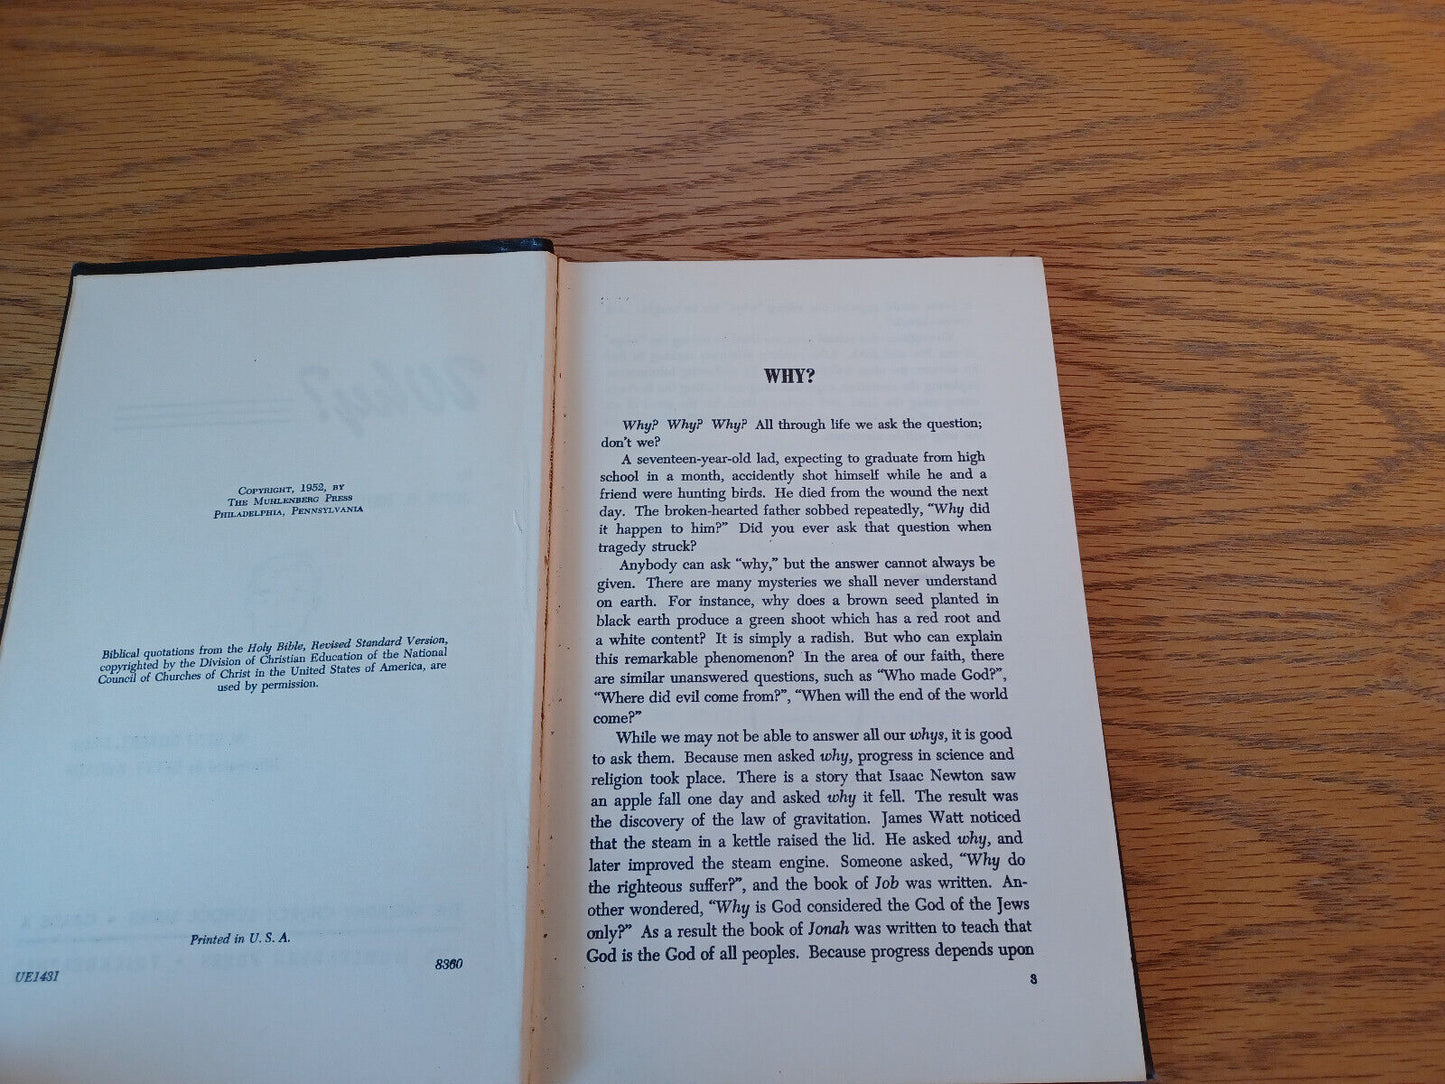 COPYRIGHT, 1952, BY
THE MUHLENBERG PRESS
PHILADELPHIA, PENNSYLVANIA
Biblical quotations from the Holy Bible, Revised Standard Version,
copyrighted by the Division of Christian Education of the National
Council of Churches of Christ in the United States of America, are
used by permission.
Printed in U. S. A.
UE1431
8360
WHY?
Why? Why? Why? All through life we ask the question;
don't we?
A seventeen-year-old lad, expecting to graduate from high
school in a month, accidently shot himself while he and a
friend were hunting birds. He died from the wound the next
day. The broken-hearted father sobbed repeatedly, "Why did
it happen to him?" Did you ever ask that question when
tragedy struck?
Anybody can ask "why," but the answer cannot always be
given. There are many mysteries we shall never understand
on earth. For instance, why does a brown seed planted in
black earth produce a green shoot which has a red root and
a white content? It is simply a radish. But who can explain
this remarkable phenomenon? In the area of our faith, there
are similar unanswered questions, such as "Who made God?",
"Where did evil come from?", "When will the end of the world
come?"
While we may not be able to answer all our whys, it is good
to ask them. Because men asked why, progress in science and
religion took place. There is a story that Isaac Newton saw
an apple fall one day and asked why it fell. The result was
the discovery of the law of gravitation. James Watt noticed
that the steam in a kettle raised the lid. He asked why, and
later improved the steam engine. Someone asked, "Why do
the righteous suffer?", and the book of Job was written. An-
other wondered, "Why is God considered the God of the Jews
only?" As a result the book of Jonah was written to teach that
God is the God of all peoples. Because progress depends upon
3